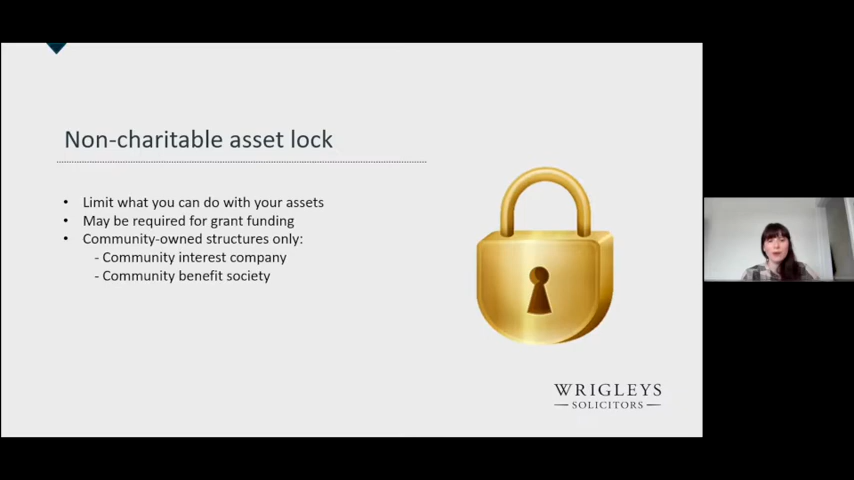 Non-charitable asset lock
• Limit what you can do with your assets
• May be required for grant funding
• Community-owned structures only:
- Community interest company
- Community benefit society
WRIGLEYS
— SOLICITORS —